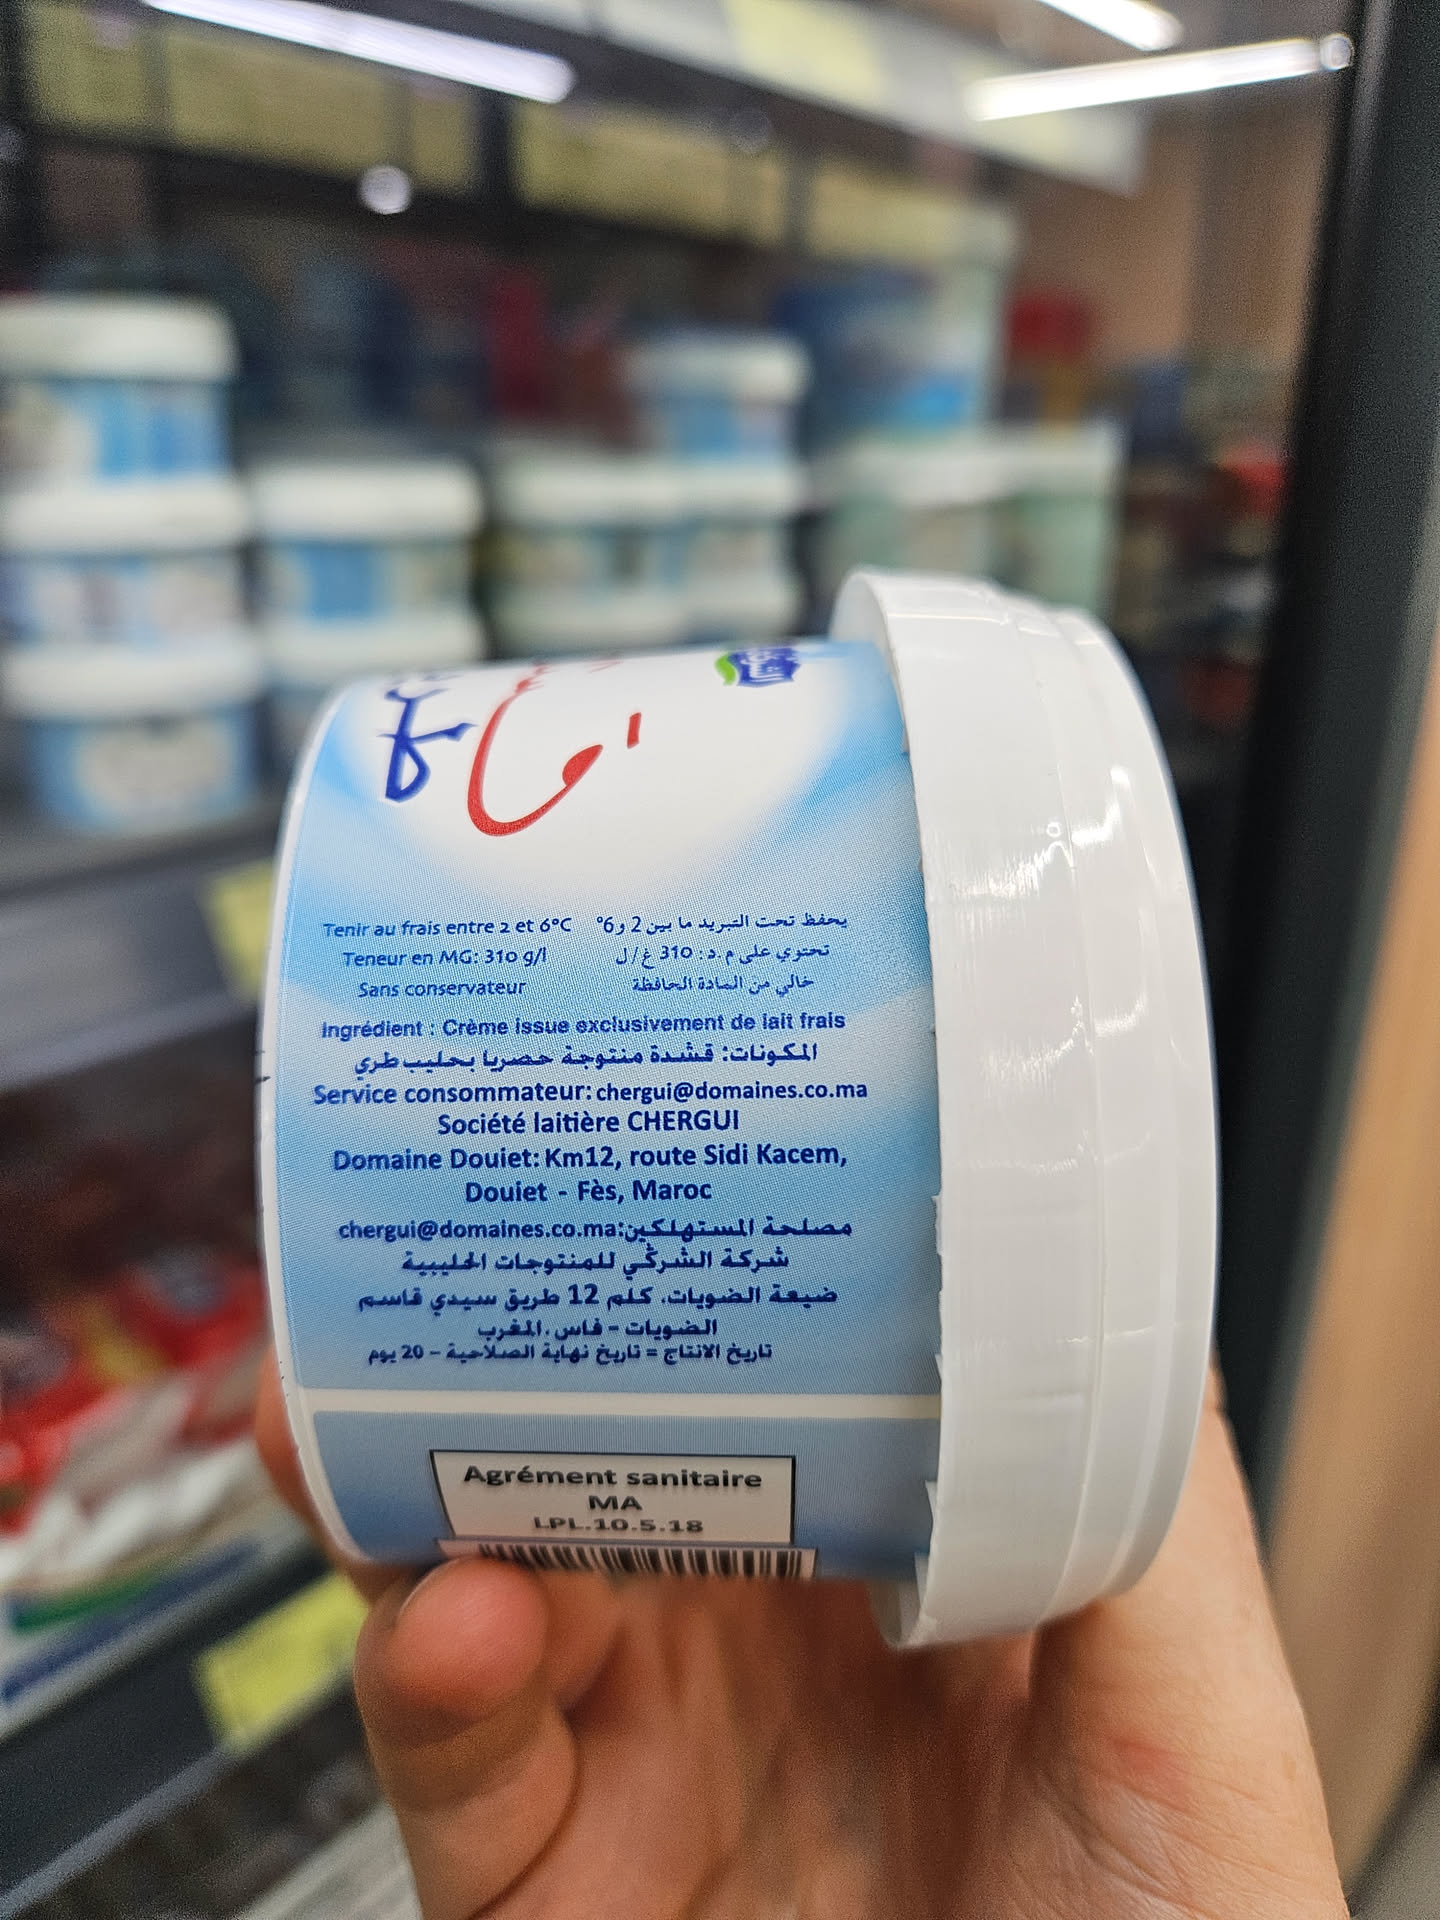 Tenir au frais entre 2 et 6°C يحفظ تحت التبريد ما بين 2 و 6°
Teneur en MG: 310 g/l تحتوي على م.د: 310 غ/ل
Sans conservateur خالي من المادة الحافظة
Ingrédient : Crème issue exclusivement de lait frais
المكونات: قشدة منتوجة حصريا بحليب طري
Service consommateur: chergui@domaines.co.ma
Société laitière CHERGUI
Domaine Douiet: Km12, route Sidi Kacem,
Douiet - Fès, Maroc
مصلحة المستهلكين:chergui@domaines.co.ma
شركة الشرڭي للمنتوجات الحليبية
ضيعة الضويات، كلم 12 طريق سيدي قاسم
الضويات - فاس، المغرب
تاريخ الانتاج = تاريخ نهاية الصلاحية - 20 يوم
Agrément sanitaire
MA
LPL.10.5.18